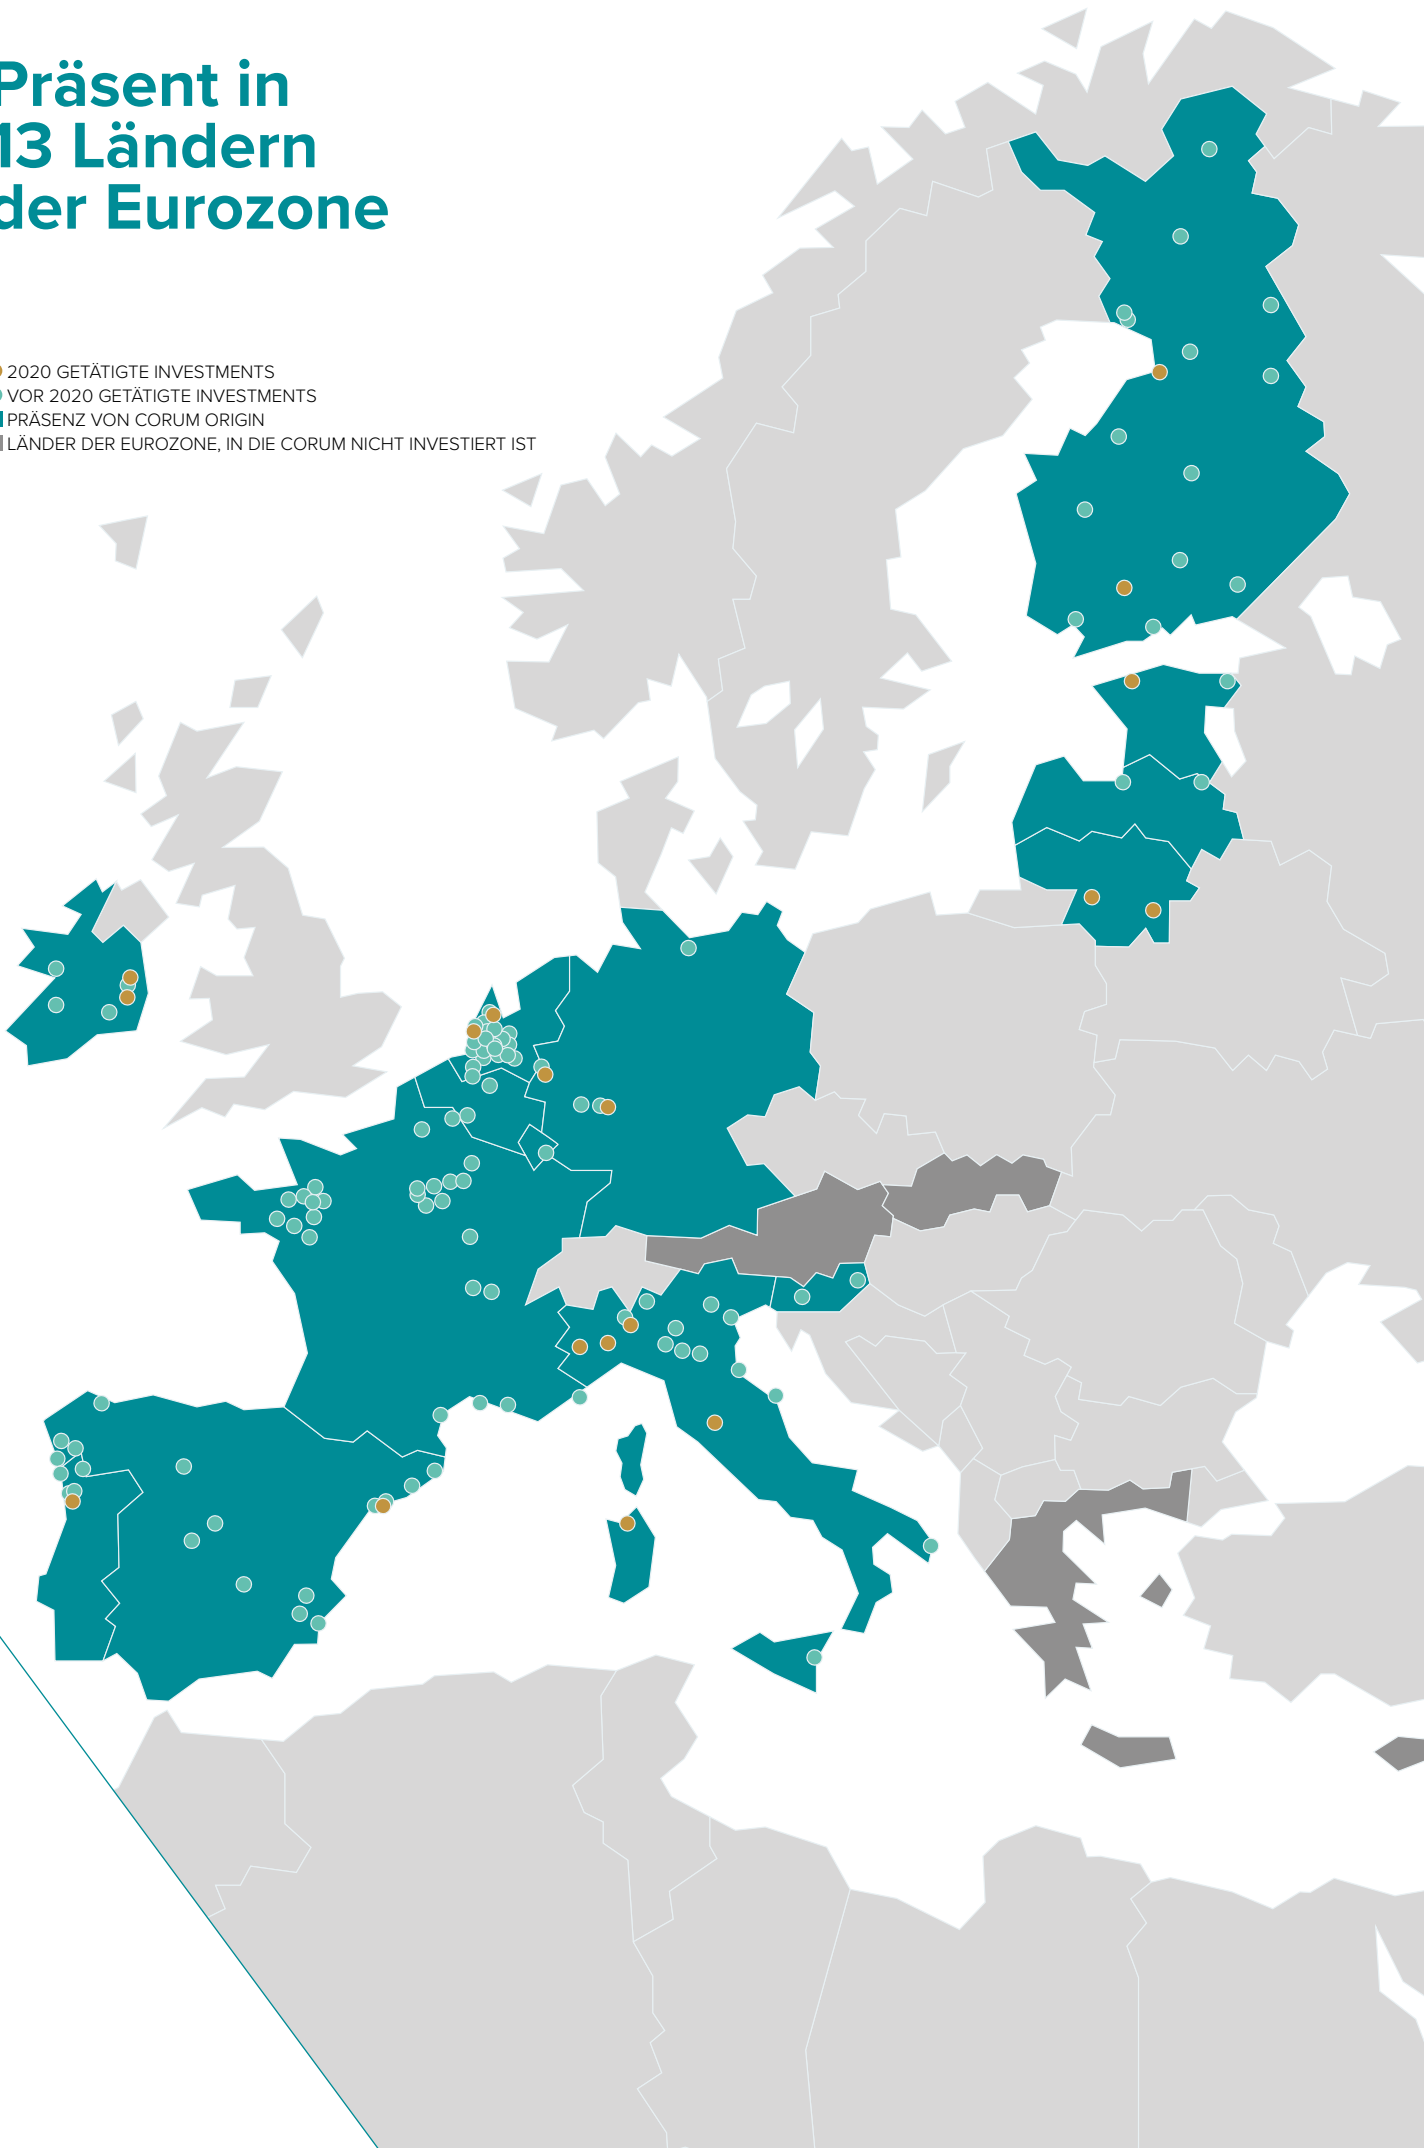 Präsent in
13 Ländern
der Eurozone
2020 GETÄTIGTE INVESTMENTS
VOR 2020 GETÄTIGTE INVESTMENTS
PRÄSENZ VON CORUM ORIGIN
LÄNDER DER EUROZONE, IN DIE CORUM NICHT INVESTIERT IST